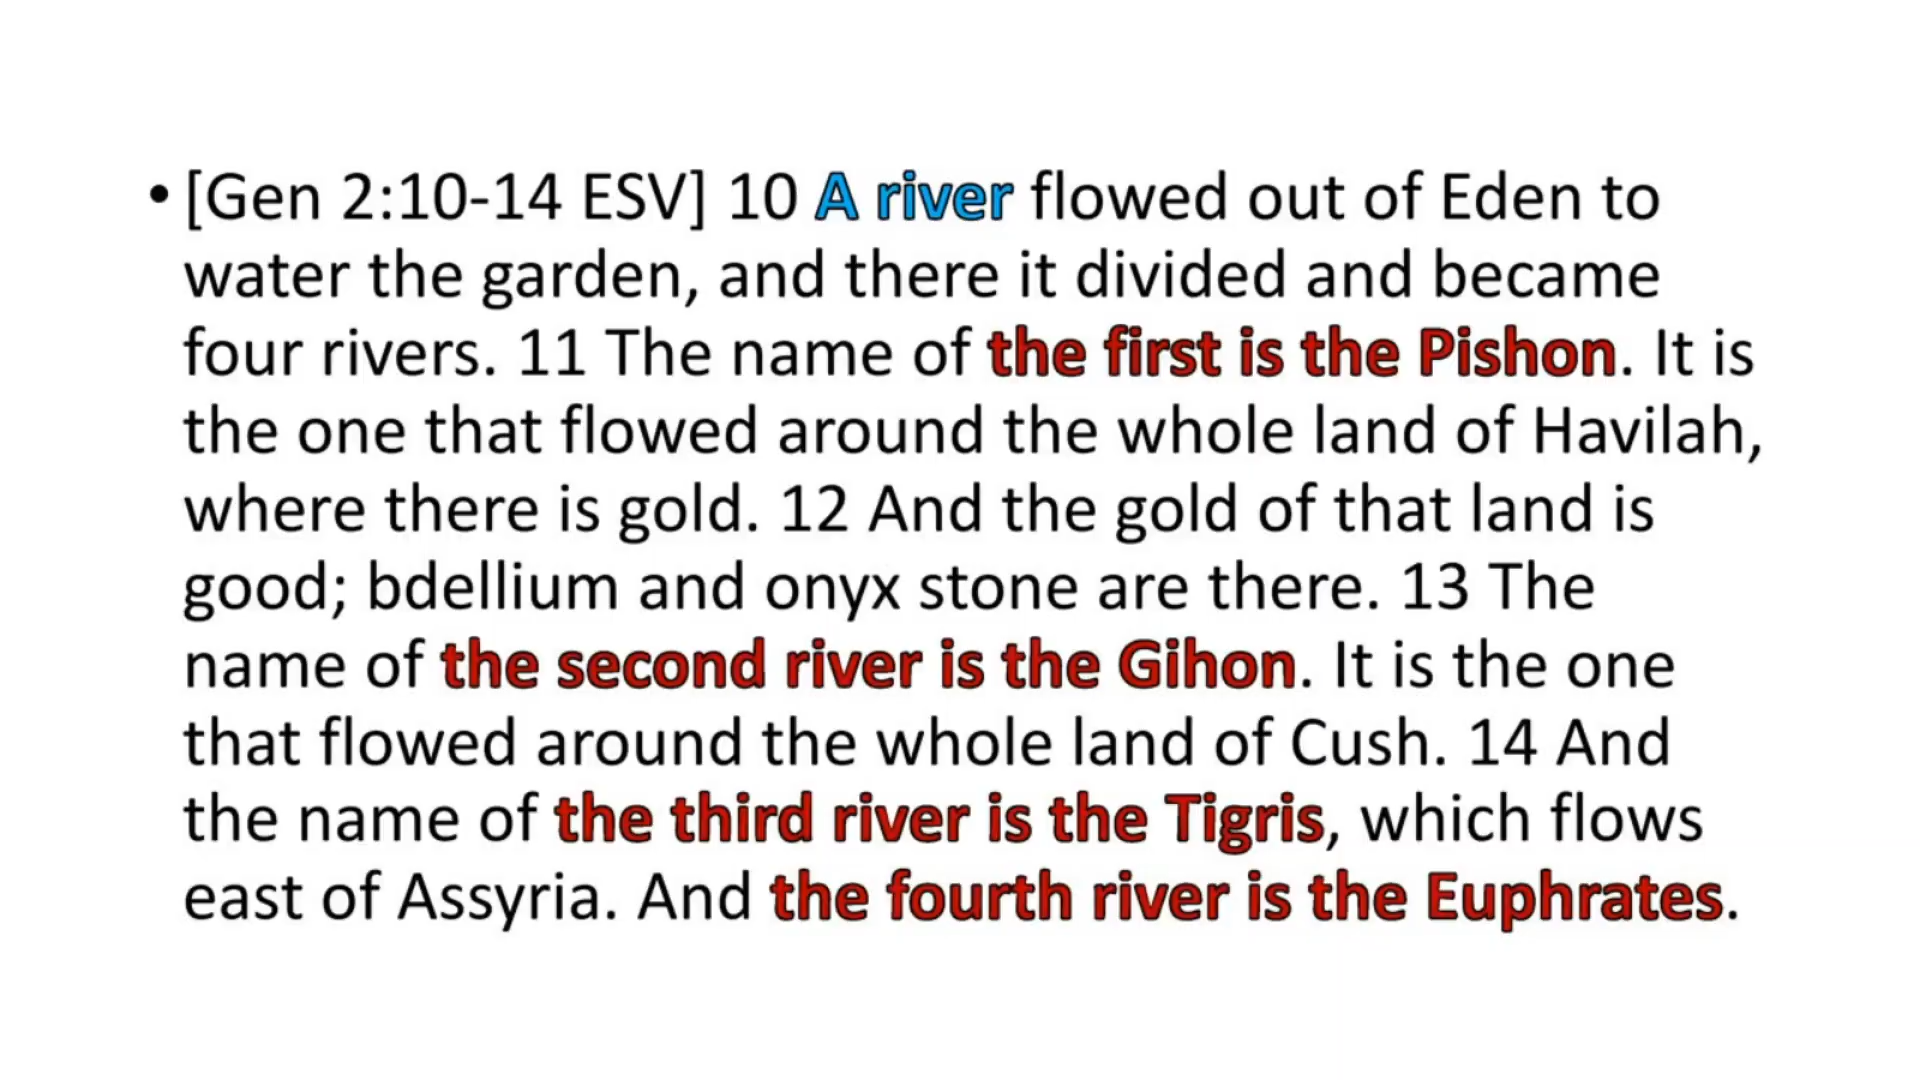 • [Gen 2:10-14 ESV] 10 A river flowed out of Eden to
water the garden, and there it divided and became
four rivers. 11 The name of the first is the Pishon. It is
the one that flowed around the whole land of Havilah,
where there is gold. 12 And the gold of that land is
good; bdellium and onyx stone are there. 13 The
name of the second river is the Gihon. It is the one
that flowed around the whole land of Cush. 14 And
the name of the third river is the Tigris, which flows
east of Assyria. And the fourth river is the Euphrates.